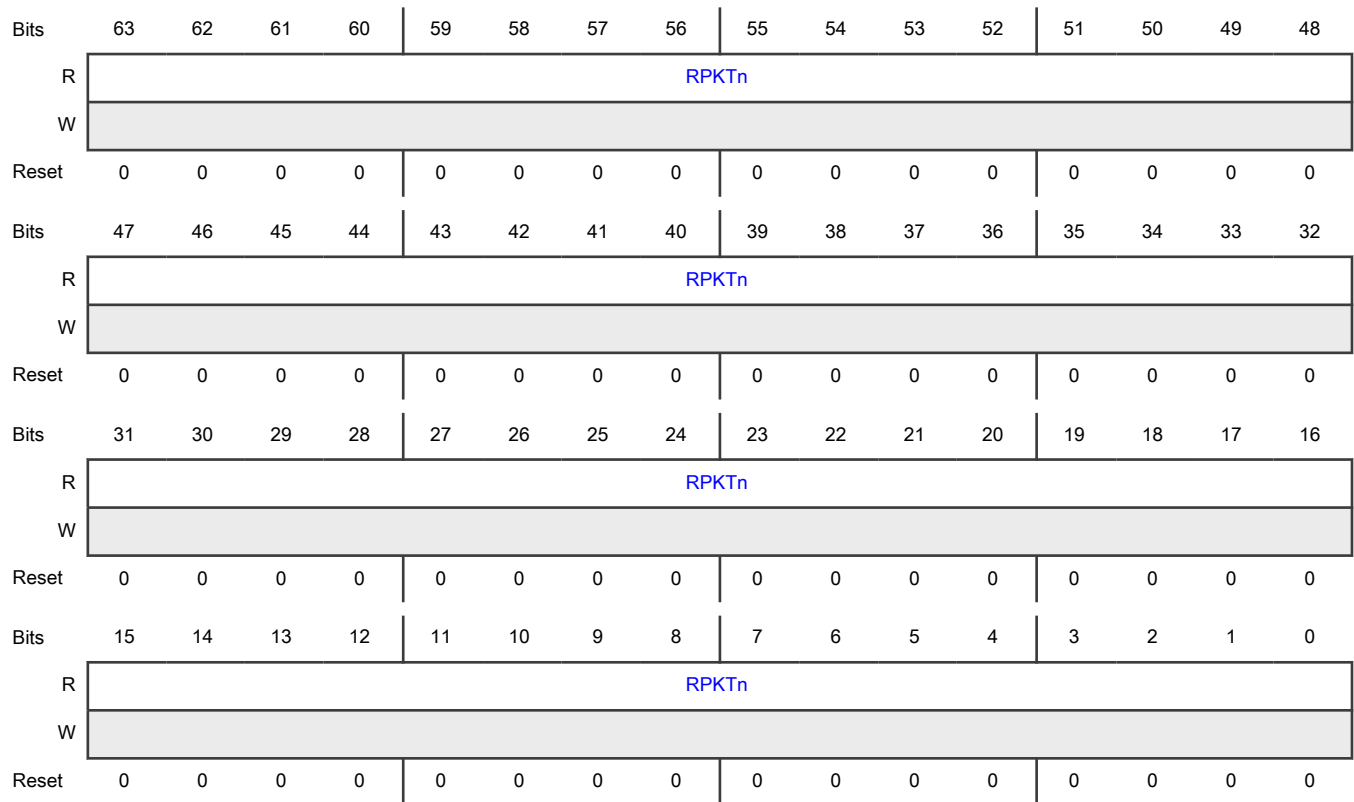 Bits 63 62 61 60 59 58 57 56 55 54 53 52 51 50 49 48
R RPKTn
W
Reset 0 0 0 0 0 0 0 0 0 0 0 0 0 0 0 0
Bits 47 46 45 44 43 42 41 40 39 38 37 36 35 34 33 32
R RPKTn
W
Reset 0 0 0 0 0 0 0 0 0 0 0 0 0 0 0 0
Bits 31 30 29 28 27 26 25 24 23 22 21 20 19 18 17 16
R RPKTn
W
Reset 0 0 0 0 0 0 0 0 0 0 0 0 0 0 0 0
Bits 15 14 13 12 11 10 9 8 7 6 5 4 3 2 1 0
R RPKTn
W
Reset 0 0 0 0 0 0 0 0 0 0 0 0 0 0 0 0